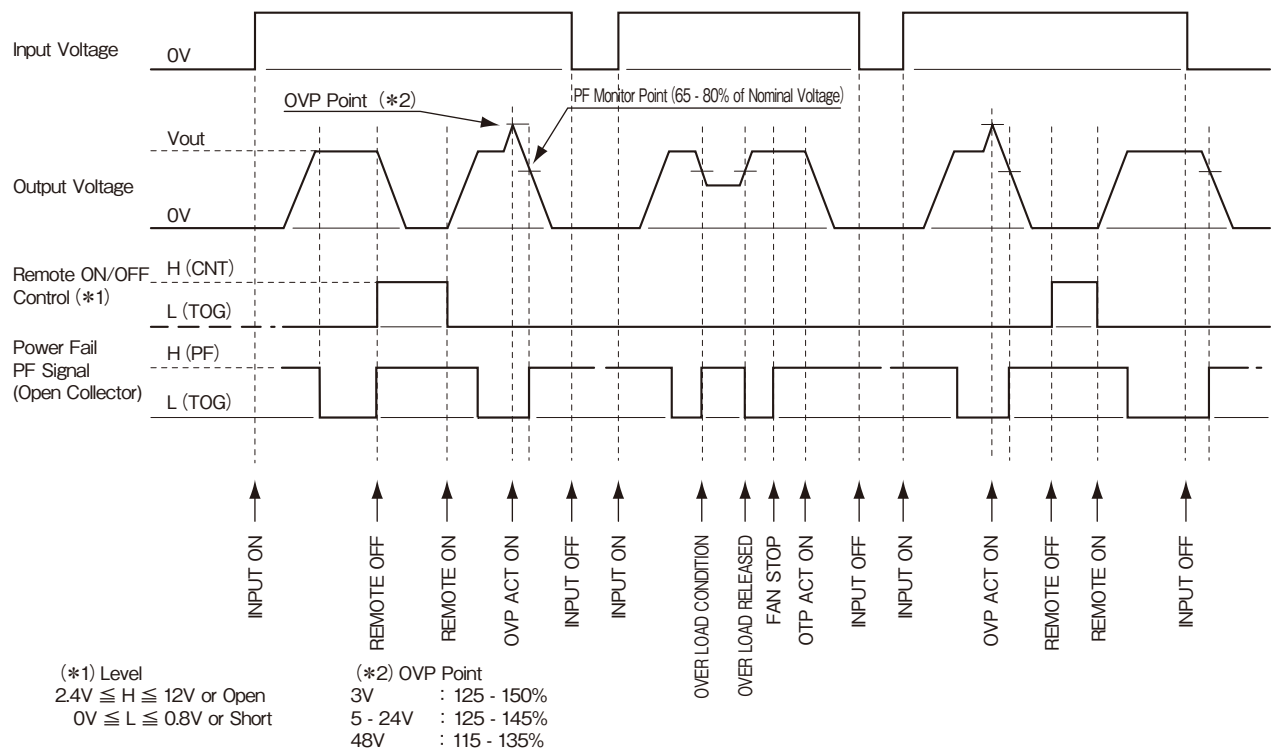 Input Voltage
0V
OVP Point (*2)
PF Monitor Point (65 - 80% of Nominal Voltage)
Vout
Output Voltage
0V
Remote ON/OFF
Control (*1)
H (CNT)
L (TOG)
Power Fail
PF Signal
(Open Collector)
H (PF)
L (TOG)
INPUT ON
REMOTE OFF
REMOTE ON
OVP ACT ON
INPUT OFF
INPUT ON
OVER LOAD CONDITION
OVER LOAD RELEASED
FAN STOP
OTP ACT ON
INPUT OFF
INPUT ON
OVP ACT ON
REMOTE OFF
REMOTE ON
INPUT OFF
(*1) Level
2.4V ≦ H ≦ 12V or Open
0V ≦ L ≦ 0.8V or Short
(*2) OVP Point
3V : 125 - 150%
5 - 24V : 125 - 145%
48V : 115 - 135%